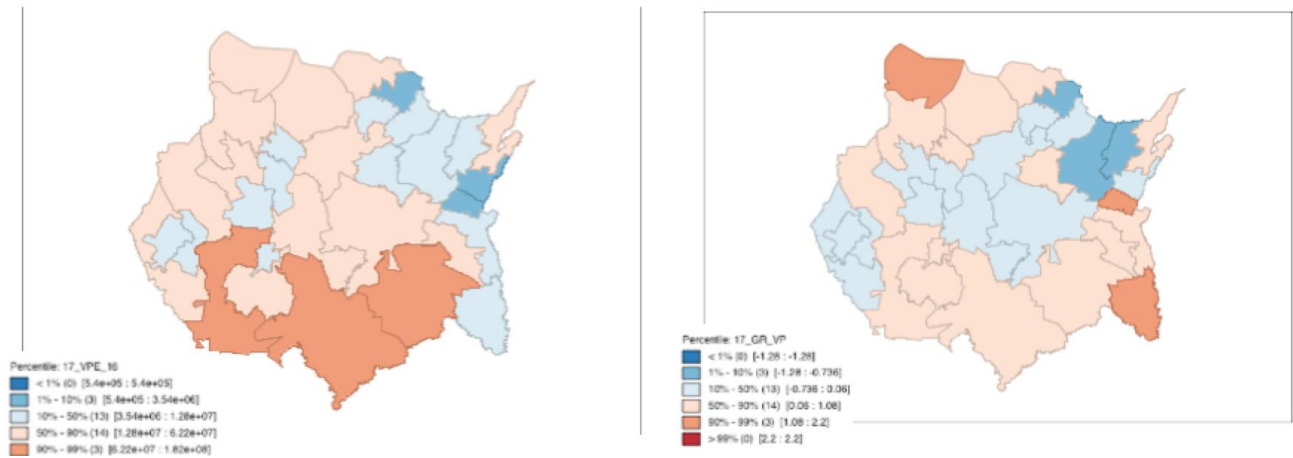 Percentile: 17_VPE_16
< 1% (0) [5.4e+05 : 5.4e+05]
1% - 10% (3) [5.4e+05 : 3.54e+06]
10% - 50% (13) [3.54e+06 : 1.28e+07]
50% - 90% (14) [1.28e+07 : 6.22e+07]
90% - 99% (3) [6.22e+07 : 1.82e+08]
Percentile: 17_GR_VP
< 1% (0) [-1.28 : -1.28]
1% - 10% (3) [-1.28 : -0.736]
10% - 50% (13) [-0.736 : 0.06]
50% - 90% (14) [0.06 : 1.08]
90% - 99% (3) [1.08 : 2.2]
> 99% (0) [2.2 : 2.2]